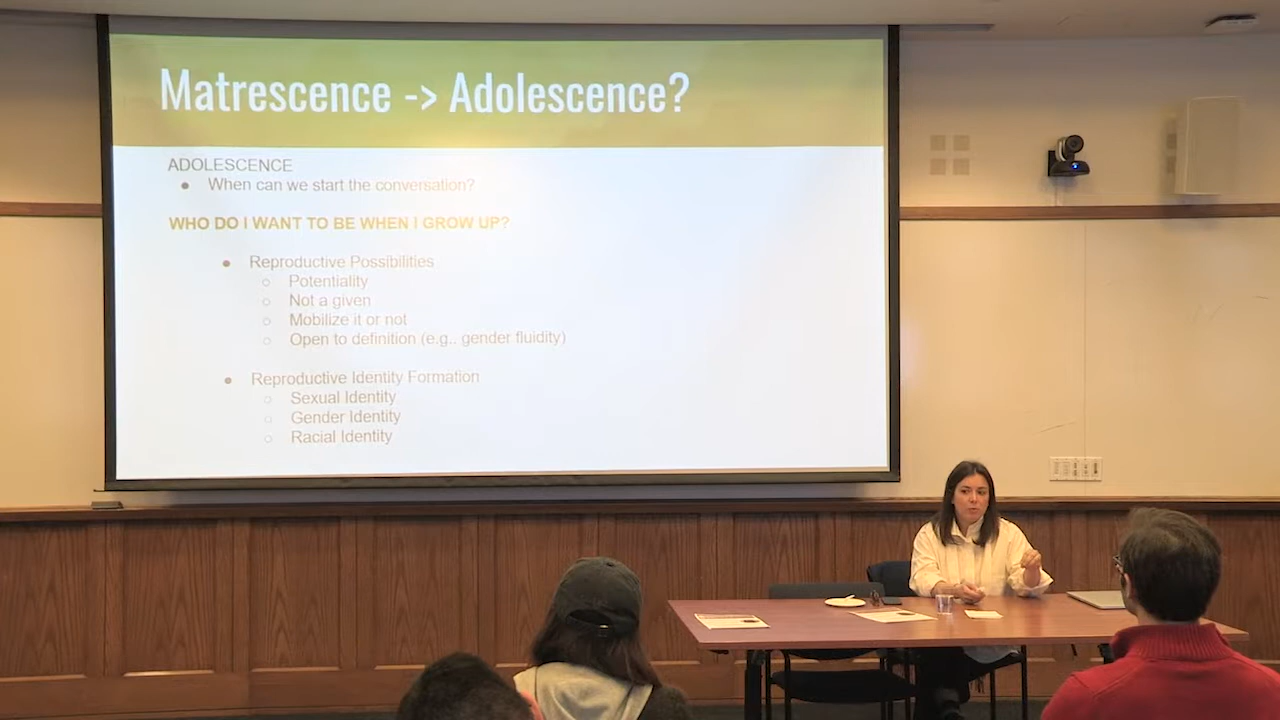 Matrescence -> Adolescence?
ADOLESCENCE
● When can we start the conversation?
WHO DO I WANT TO BE WHEN I GROW UP?
● Reproductive Possibilities
○ Potentiality
○ Not a given
○ Mobilize it or not
○ Open to definition (e.g.. gender fluidity)
● Reproductive Identity Formation
○ Sexual Identity
○ Gender Identity
○ Racial Identity